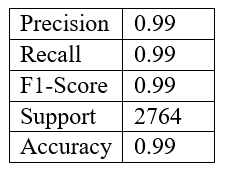 Precision 0.99
Recall 0.99
F1-Score 0.99
Support 2764
Accuracy 0.99